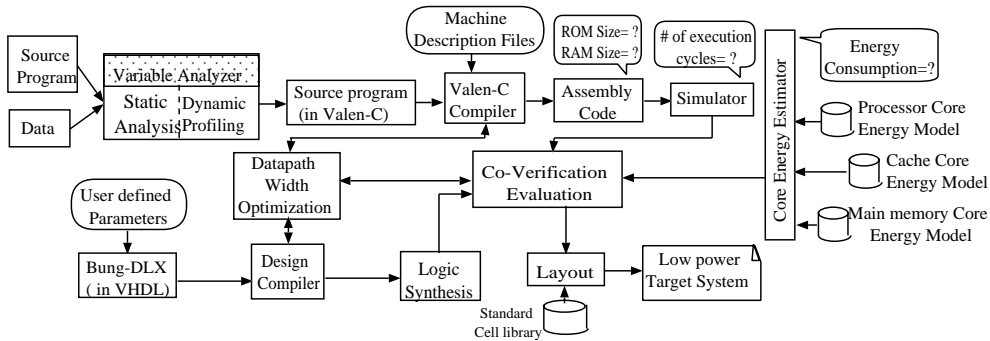 Source
Program
Data
Variable Analyzer
Static
Analysis
Dynamic
Profiling
Source program
(in Valen-C)
Machine
Description Files
Valen-C
Compiler
ROM Size= ?
RAM Size= ?
Assembly
Code
# of execution
cycles= ?
Simulator
Core Energy Estimator
Energy
Consumption=?
Processor Core
Energy Model
Cache Core
Energy Model
Main memory Core
Energy Model
Datapath
Width
Optimization
Co-Verification
Evaluation
User defined
Parameters
Bung-DLX
( in VHDL)
Design
Compiler
Logic
Synthesis
Layout
Low power
Target System
Standard
Cell library